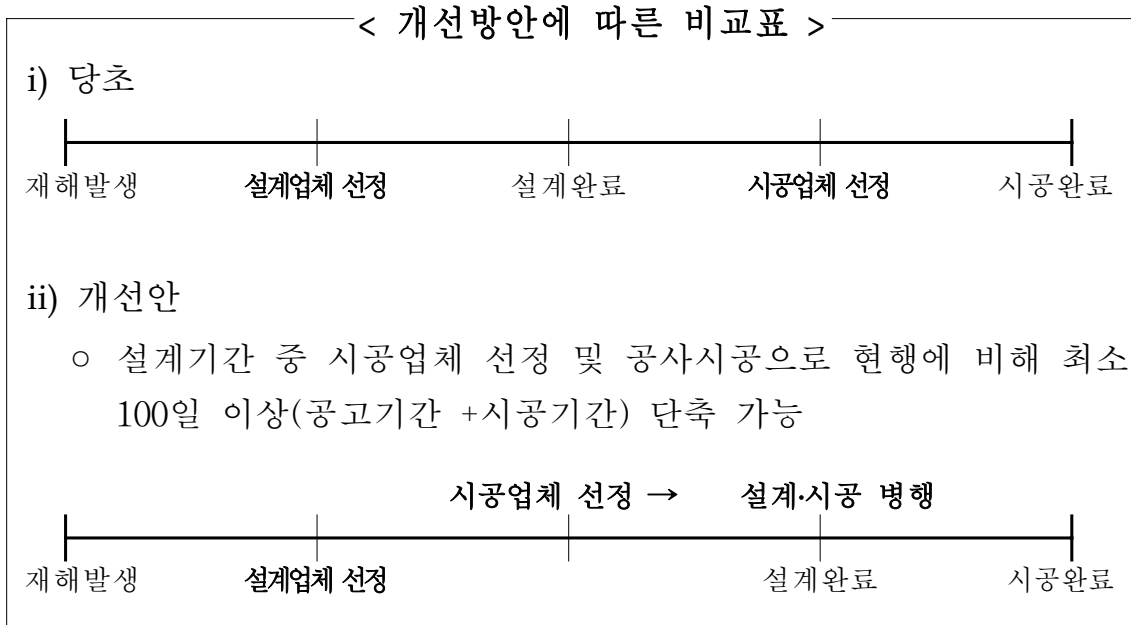 < 개선방안에 따른 비교표 >
i) 당초
재해발생 설계업체 선정 설계완료 시공업체 선정 시공완료
ii) 개선안
○ 설계기간 중 시공업체 선정 및 공사시공으로 현행에 비해 최소
100일 이상(공고기간 +시공기간) 단축 가능
시공업체 선정 → 설계·시공 병행
재해발생 설계업체 선정 설계완료 시공완료